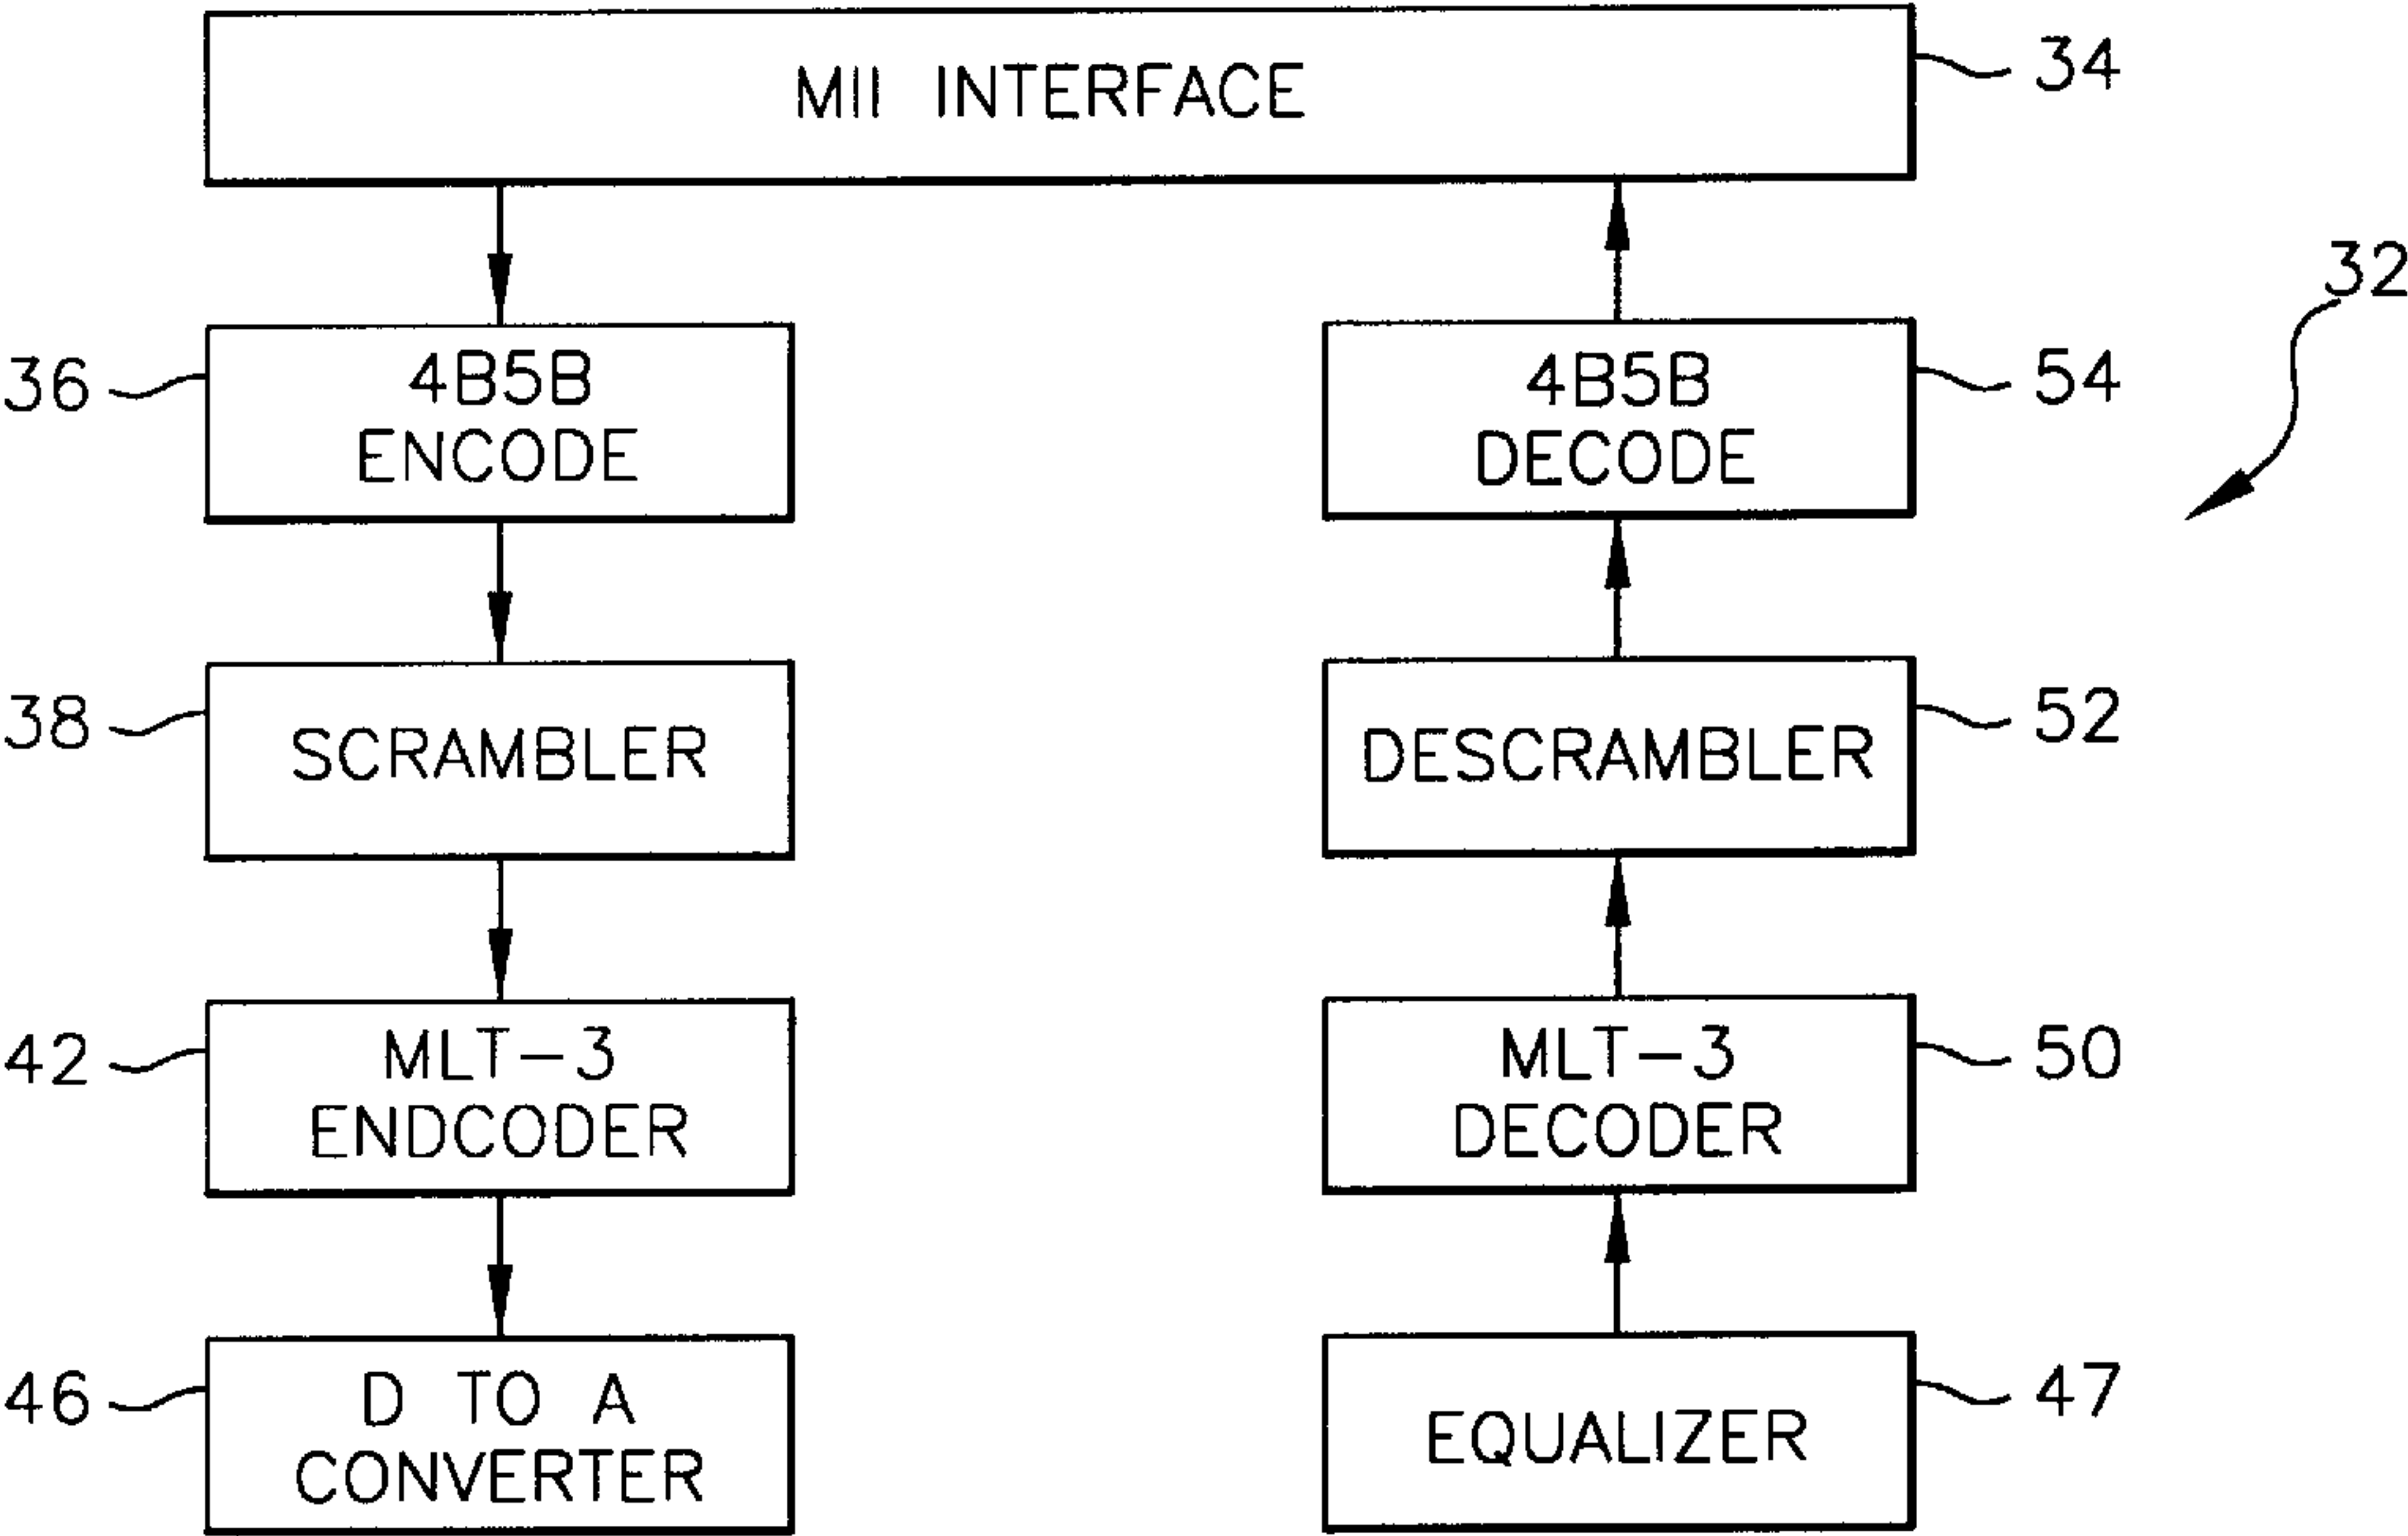 MII INTERFACE
34
32
36
4B5B
ENCODE
4B5B
DECODE
54
38
SCRAMBLER
DESCRAMBLER
52
42
MLT-3
ENDCODER
MLT-3
DECODER
50
46
D TO A
CONVERTER
EQUALIZER
47